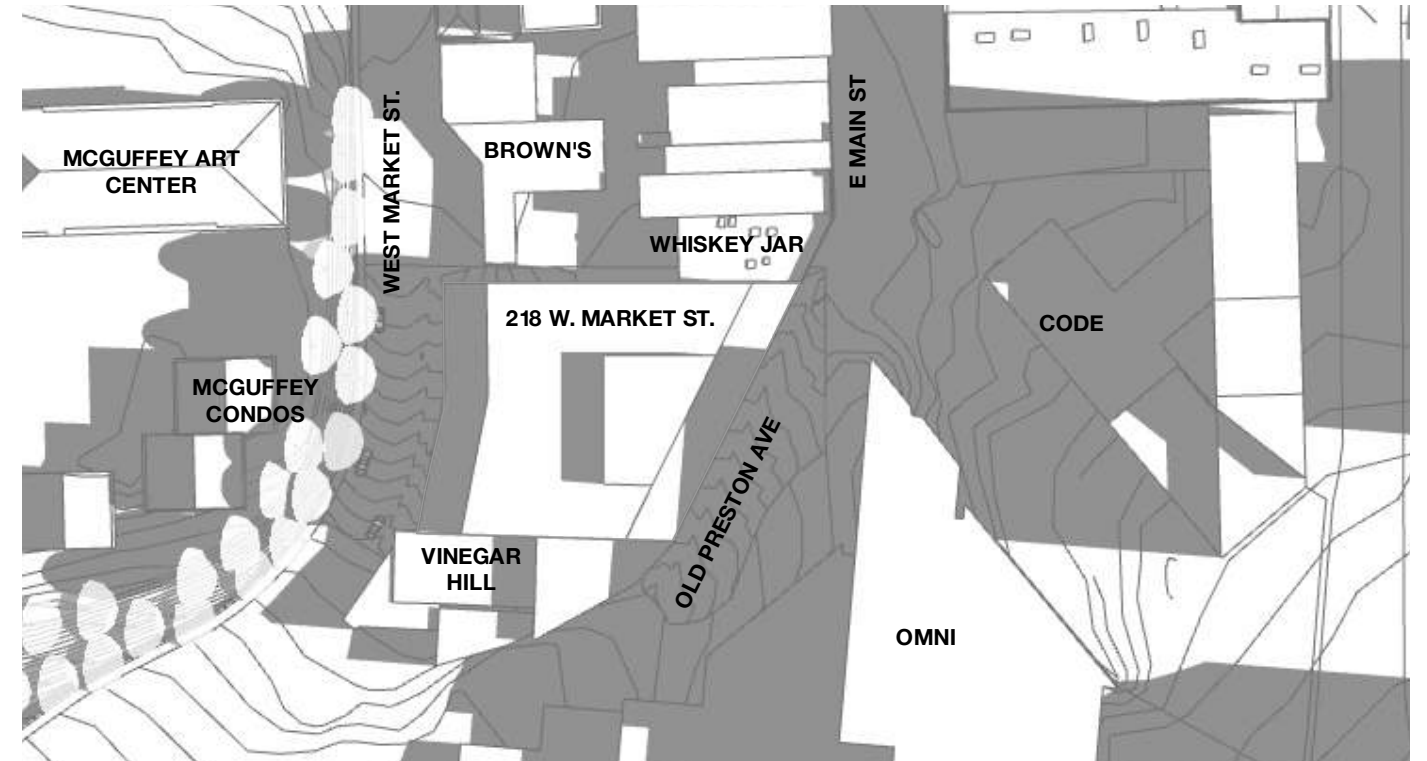 MCGUFFEY ART
CENTER
WEST MARKET ST.
BROWN'S
E MAIN ST
WHISKEY JAR
218 W. MARKET ST.
CODE
MCGUFFEY
CONDOS
OLD PRESTON AVE
VINEGAR
HILL
OMNI